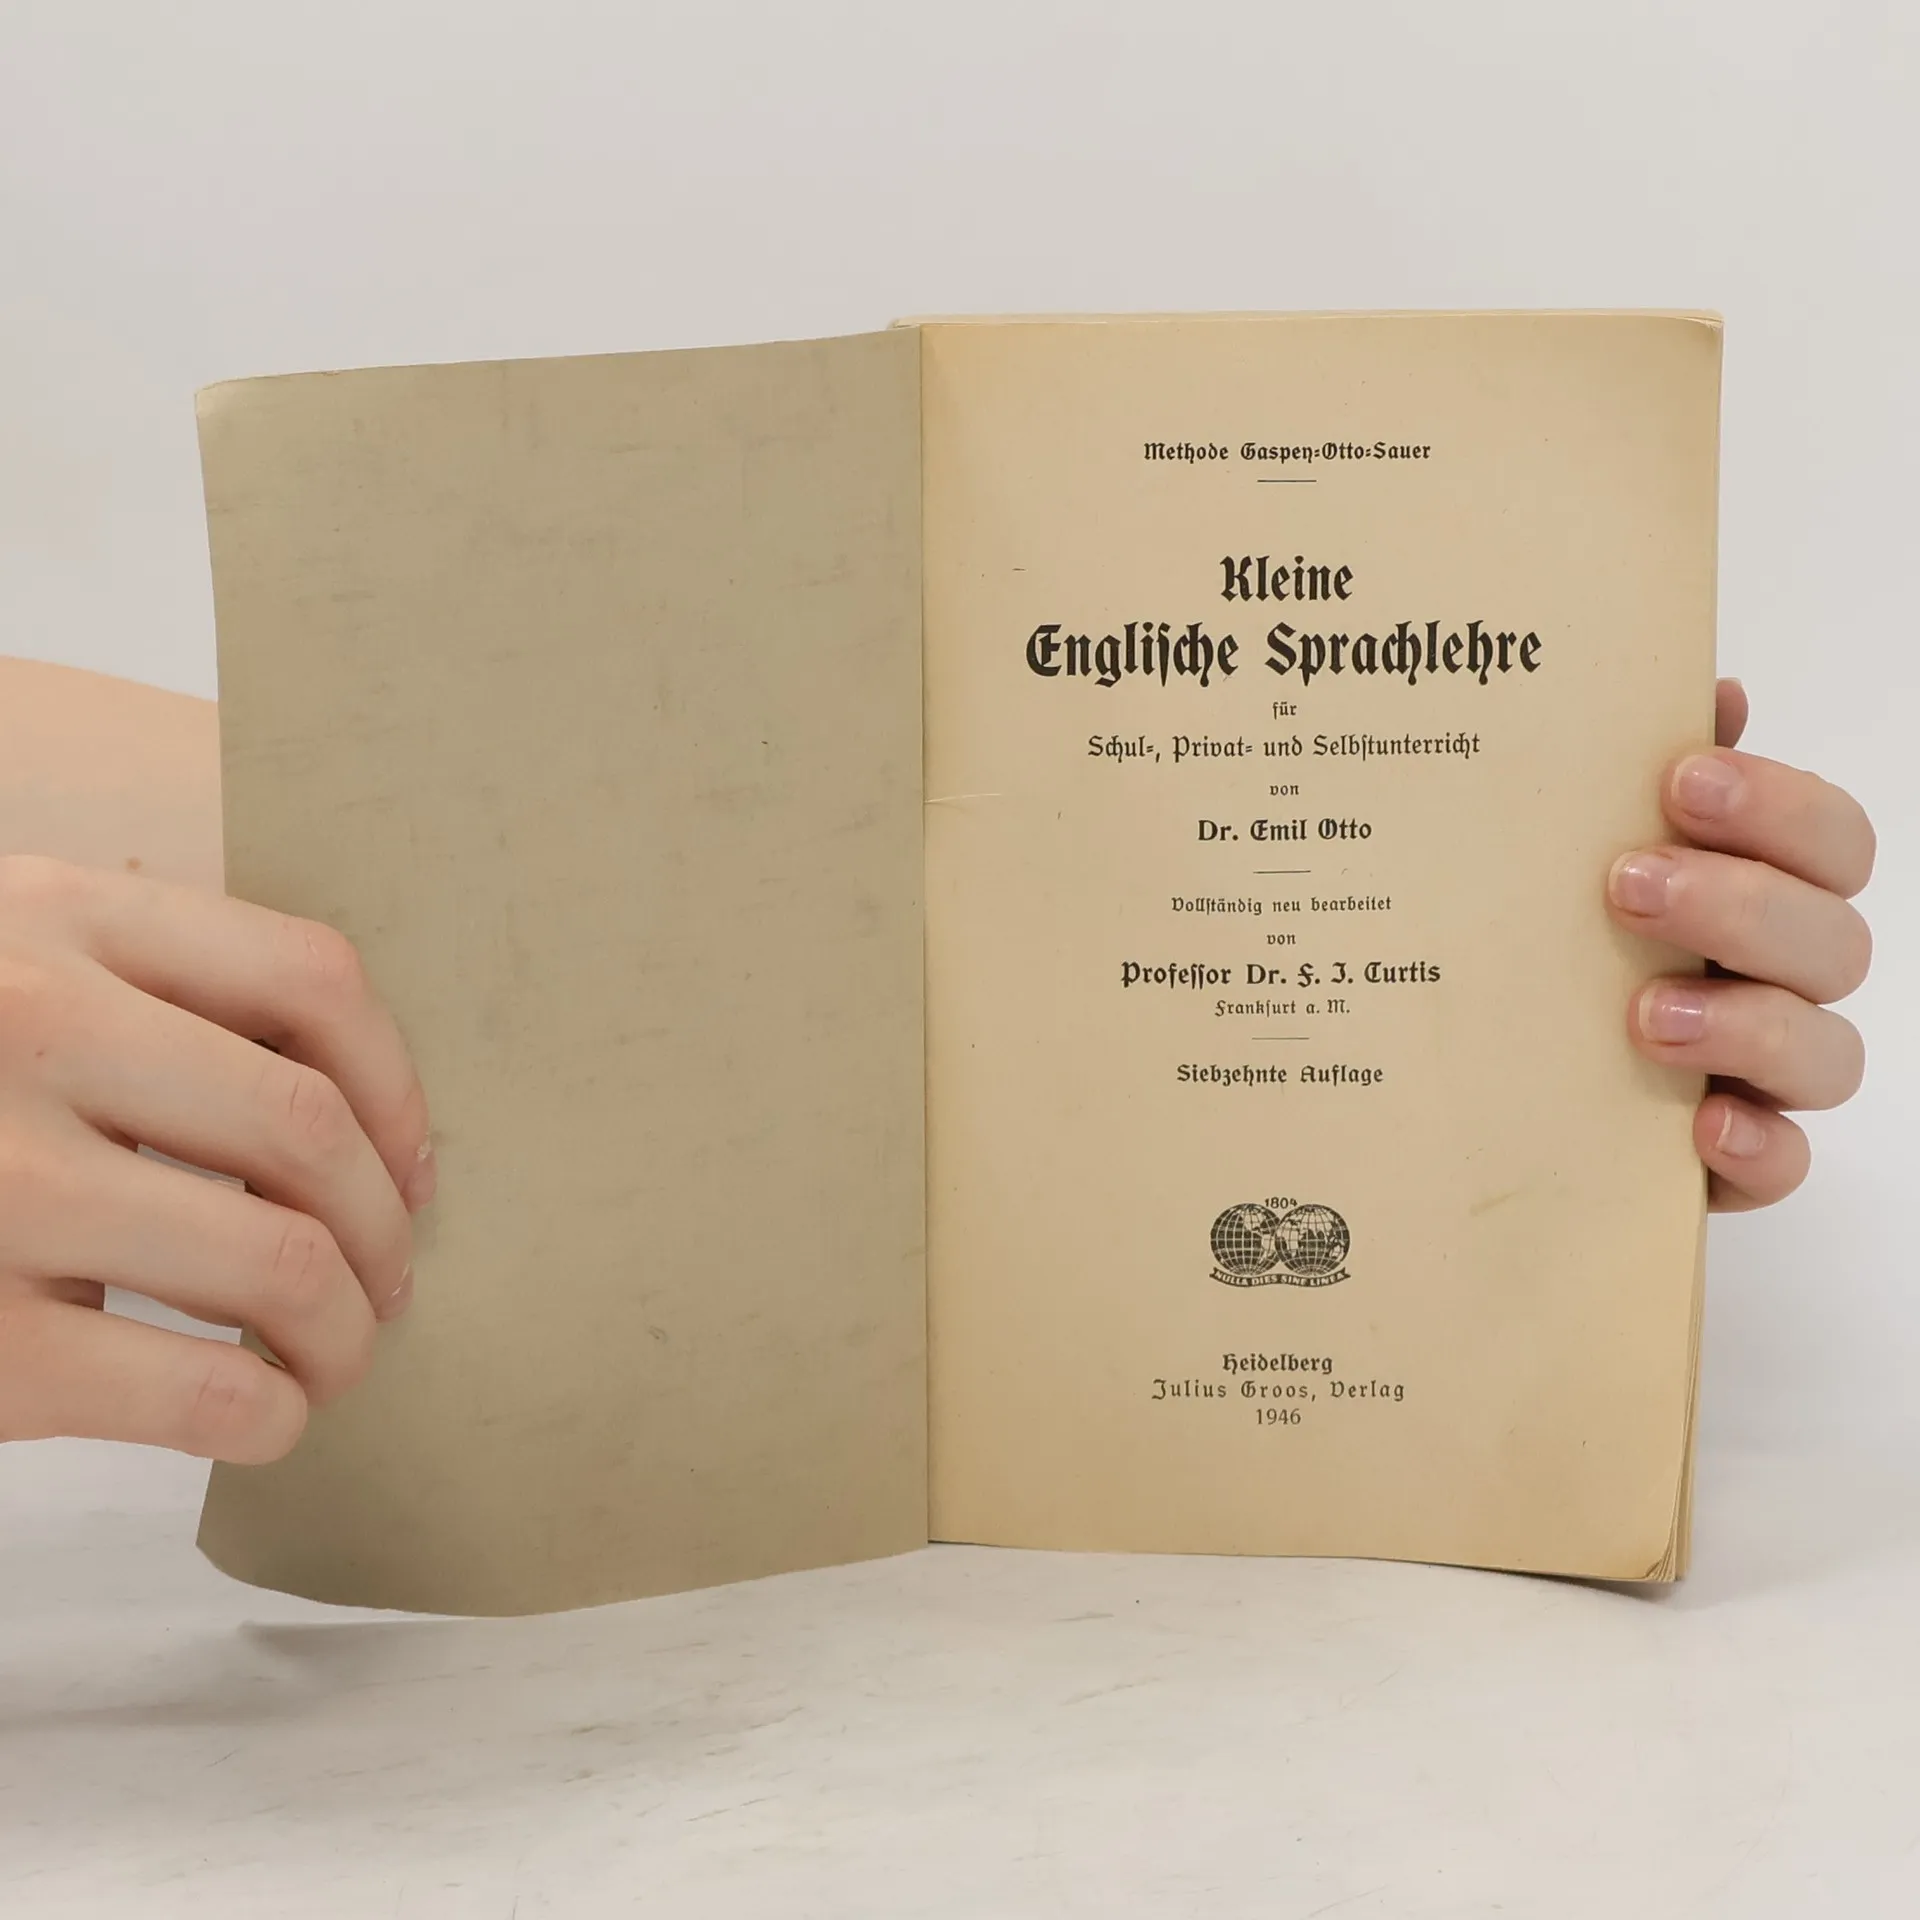 Methode Gaspey-Otto-Sauer
Kleine
Englische Sprachlehre
für
Schul-, Privat- und Selbstunterricht
von
Dr. Emil Otto
Vollständig neu bearbeitet
von
Professor Dr. F. J. Curtis
Frankfurt a. M.
Siebzehnte Auflage
1804
NULLA DIES SINE LINEA
Heidelberg
Julius Groos, Verlag
1946